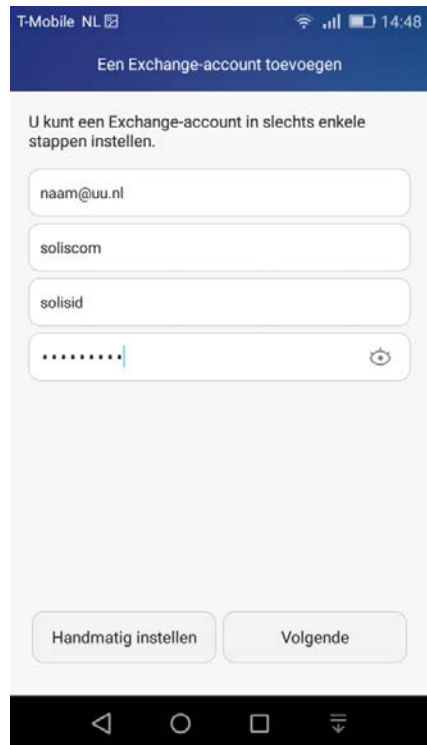 T-Mobile NL 14:48
Een Exchange-account toevoegen
U kunt een Exchange-account in slechts enkele
stappen instellen.
naam@uu.nl
soliscom
solisid
•••••••••
Handmatig instellen Volgende